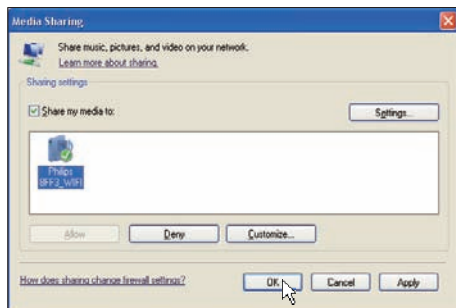 Media Sharing
Share music, pictures, and video on your network.
Learn more about sharing.
Sharing settings
Share my media to:
Settings...
Philips
8FF3_WIFI
Allow
Deny
Customize...
How does sharing change firewall settings?
OK
Cancel
Apply